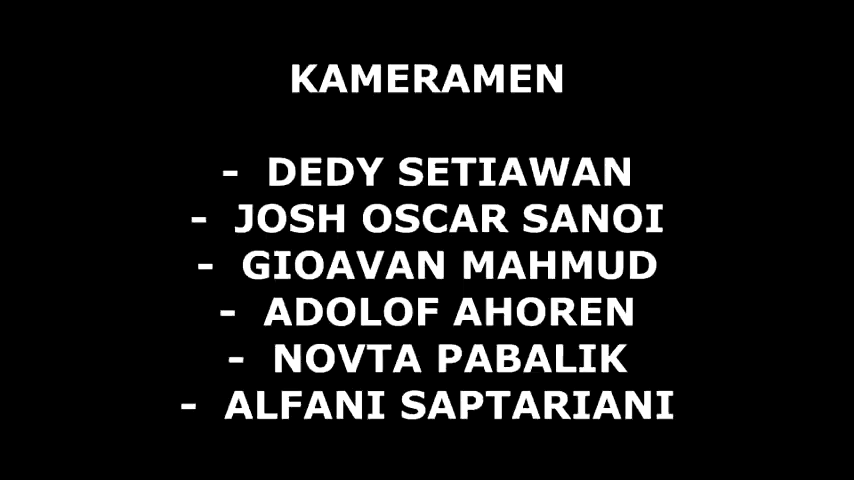 KAMERAMEN
- DEDY SETIAWAN
- JOSH OSCAR SANOI
- GIOAVAN MAHMUD
- ADOLOF AHOREN
- NOVTA PABALIK
- ALFANI SAPTARIANI